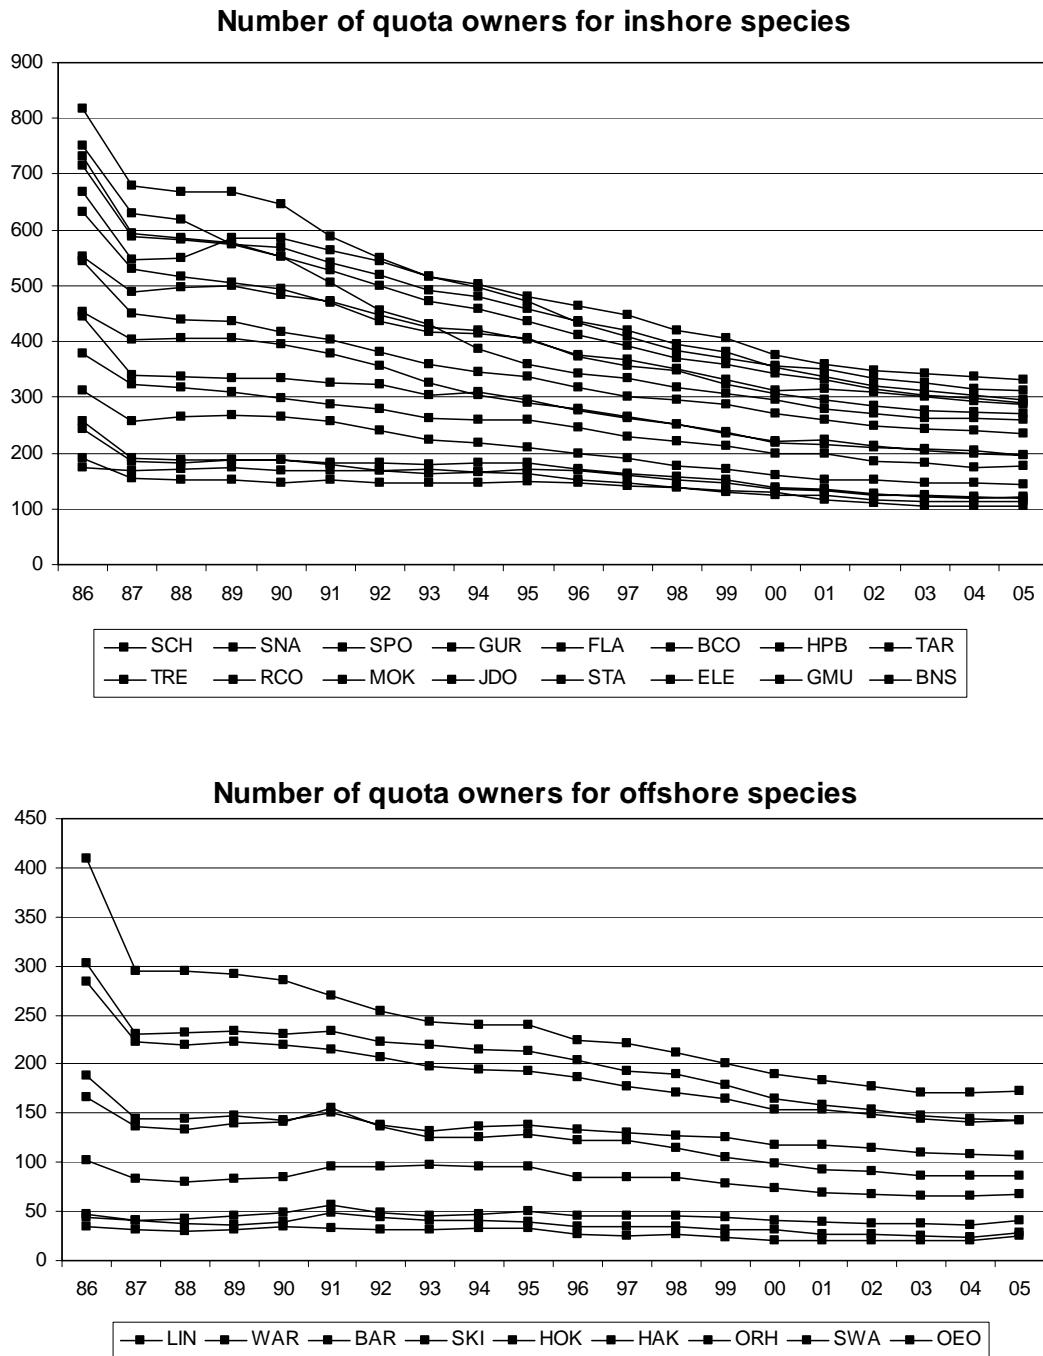 Number of quota owners for inshore species
900
800
700
600
500
400
300
200
100
0
86 87 88 89 90 91 92 93 94 95 96 97 98 99 00 01 02 03 04 05
SCH SNA SPO GUR FLA BCO HPB TAR
TRE RCO MOK JDO STA ELE GMU BNS
Number of quota owners for offshore species
450
400
350
300
250
200
150
100
50
0
86 87 88 89 90 91 92 93 94 95 96 97 98 99 00 01 02 03 04 05
LIN WAR BAR SKI HOK HAK ORH SWA OEO